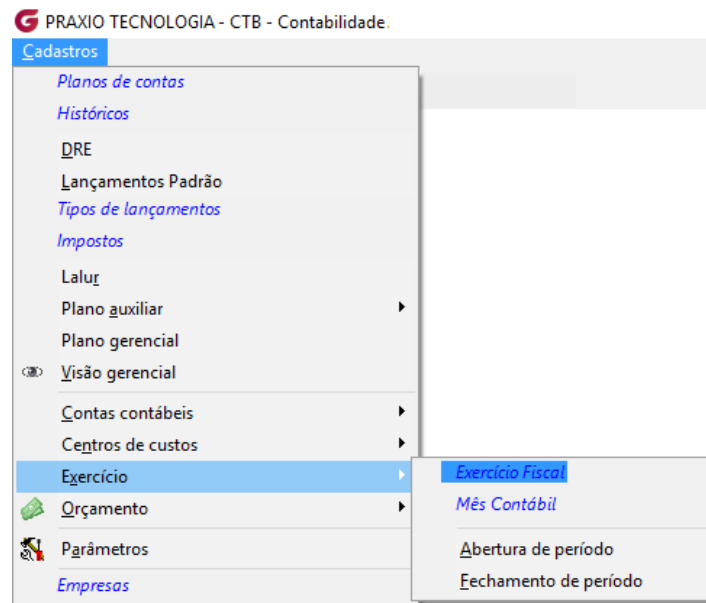 PRAXIO TECNOLOGIA - CTB - Contabilidade.
Cadastros
Planos de contas
Históricos
DRE
Lançamentos Padrão
Tipos de lançamentos
Impostos
Lalur
Plano auxiliar
Plano gerencial
Visão gerencial
Contas contábeis
Centros de custos
Exercício
Exercício Fiscal
Mês Contábil
Abertura de período
Fechamento de período
Orçamento
Parâmetros
Empresas